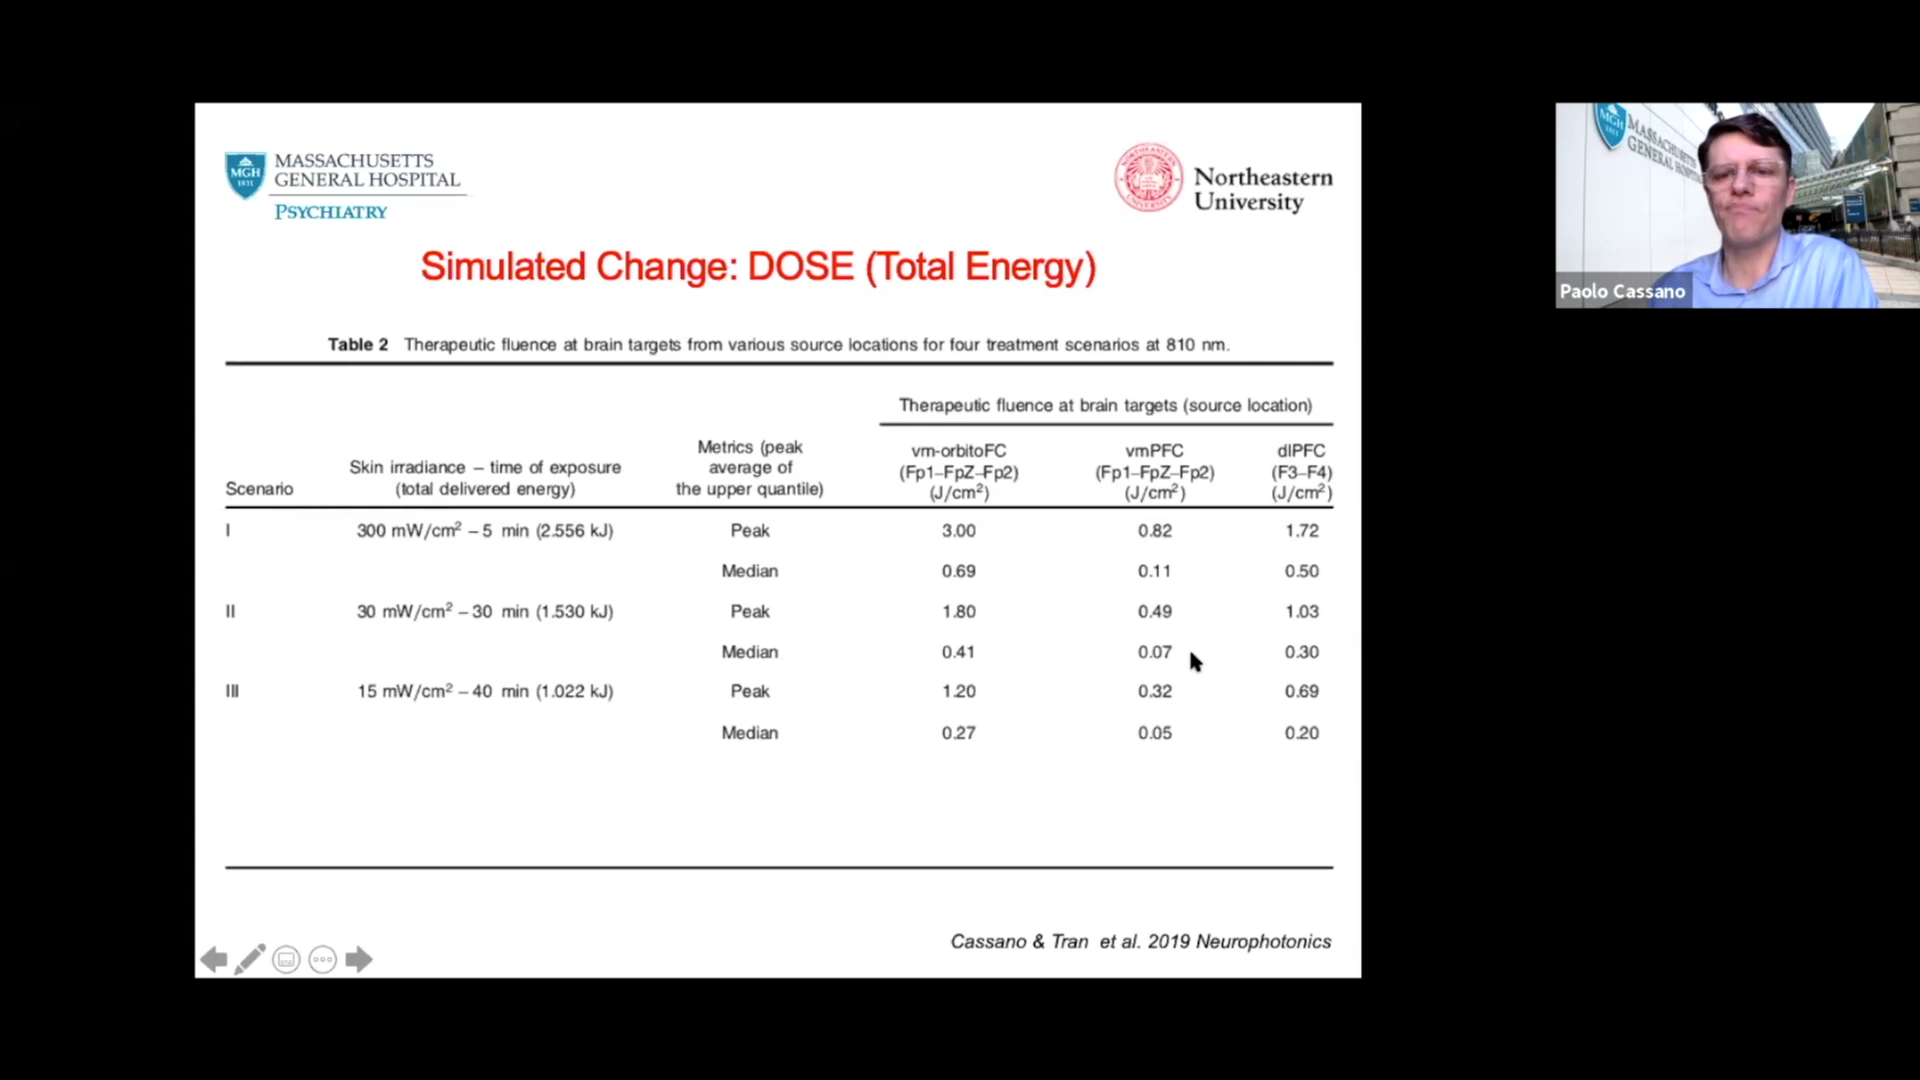 MASSACHUSETTS
GENERAL HOSPITAL
PSYCHIATRY
MGH
1811
Northeastern
University
Simulated Change: DOSE (Total Energy)
Table 2 Therapeutic fluence at brain targets from various source locations for four treatment scenarios at 810 nm.
Therapeutic fluence at brain targets (source location)
Scenario
Skin irradiance – time of exposure
(total delivered energy)
Metrics (peak
average of
the upper quantile)
vm-orbitoFC
(Fp1–FpZ–Fp2)
(J/cm²)
vmPFC
(Fp1–FpZ–Fp2)
(J/cm²)
dlPFC
(F3–F4)
(J/cm²)
I 300 mW/cm² – 5 min (2.556 kJ) Peak 3.00 0.82 1.72
Median 0.69 0.11 0.50
II 30 mW/cm² – 30 min (1.530 kJ) Peak 1.80 0.49 1.03
Median 0.41 0.07 0.30
III 15 mW/cm² – 40 min (1.022 kJ) Peak 1.20 0.32 0.69
Median 0.27 0.05 0.20
Cassano & Tran et al. 2019 Neurophotonics
MGH
1811
MASSACHUSETTS
GENERAL HOSPITAL
Paolo Cassano